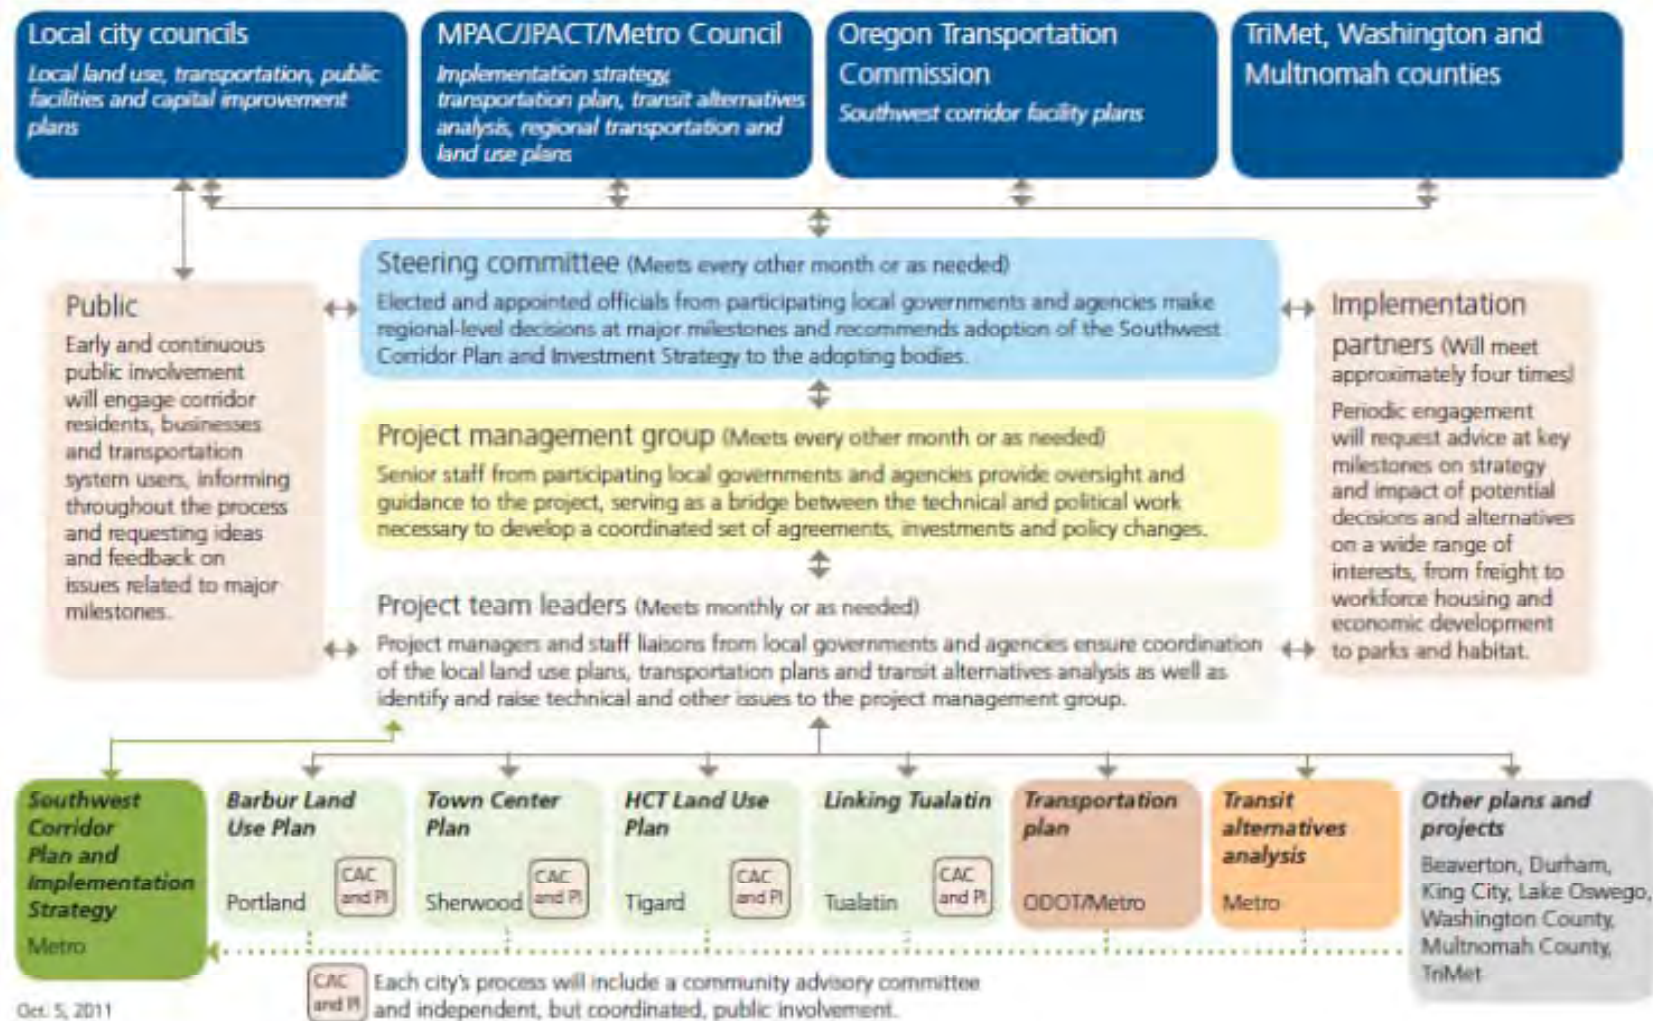 Local city councils
Local land use, transportation, public
facilities and capital improvement
plans
MPAC/JPACT/Metro Council
Implementation strategy,
transportation plan, transit alternatives
analysis, regional transportation and
land use plans
Oregon Transportation
Commission
Southwest corridor facility plans
TriMet, Washington and
Multnomah counties
Public
Early and continuous
public involvement
will engage corridor
residents, businesses
and transportation
system users, informing
throughout the process
and requesting ideas
and feedback on
issues related to major
milestones.
Steering committee (Meets every other month or as needed)
Elected and appointed officials from participating local governments and agencies make
regional-level decisions at major milestones and recommends adoption of the Southwest
Corridor Plan and Investment Strategy to the adopting bodies.
Project management group (Meets every other month or as needed)
Senior staff from participating local governments and agencies provide oversight and
guidance to the project, serving as a bridge between the technical and political work
necessary to develop a coordinated set of agreements, investments and policy changes.
Project team leaders (Meets monthly or as needed)
Project managers and staff liaisons from local governments and agencies ensure coordination
of the local land use plans, transportation plans and transit alternatives analysis as well as
identify and raise technical and other issues to the project management group.
Implementation
partners (Will meet
approximately four times)
Periodic engagement
will request advice at key
milestones on strategy
and impact of potential
decisions and alternatives
on a wide range of
interests, from freight to
workforce housing and
economic development
to parks and habitat.
Southwest
Corridor
Plan and
Implementation
Strategy
Metro
Barbur Land
Use Plan
Portland
CAC
and PI
Town Center
Plan
Sherwood
CAC
and PI
HCT Land Use
Plan
Tigard
CAC
and PI
Linking Tualatin
Tualatin
CAC
and PI
Transportation
plan
ODOT/Metro
Transit
alternatives
analysis
Metro
Other plans and
projects
Beaverton, Durham,
King City, Lake Oswego,
Washington County,
Multnomah County,
TriMet
CAC
and PI
Each city's process will include a community advisory committee
and independent, but coordinated, public involvement.
Oct. 5, 2011